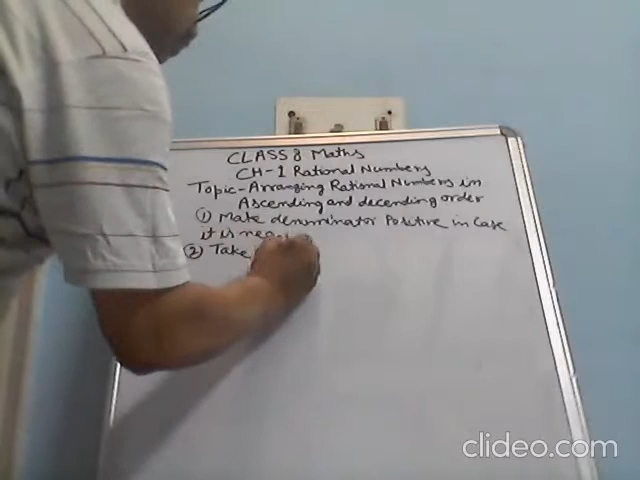 CLASS 8 Maths
CH-1 Rational Numbers
Topic-Arranging Rational Numbers in
Ascending and decending order
① Make denuminator Positive in Case
it is
② Take
clideo.com